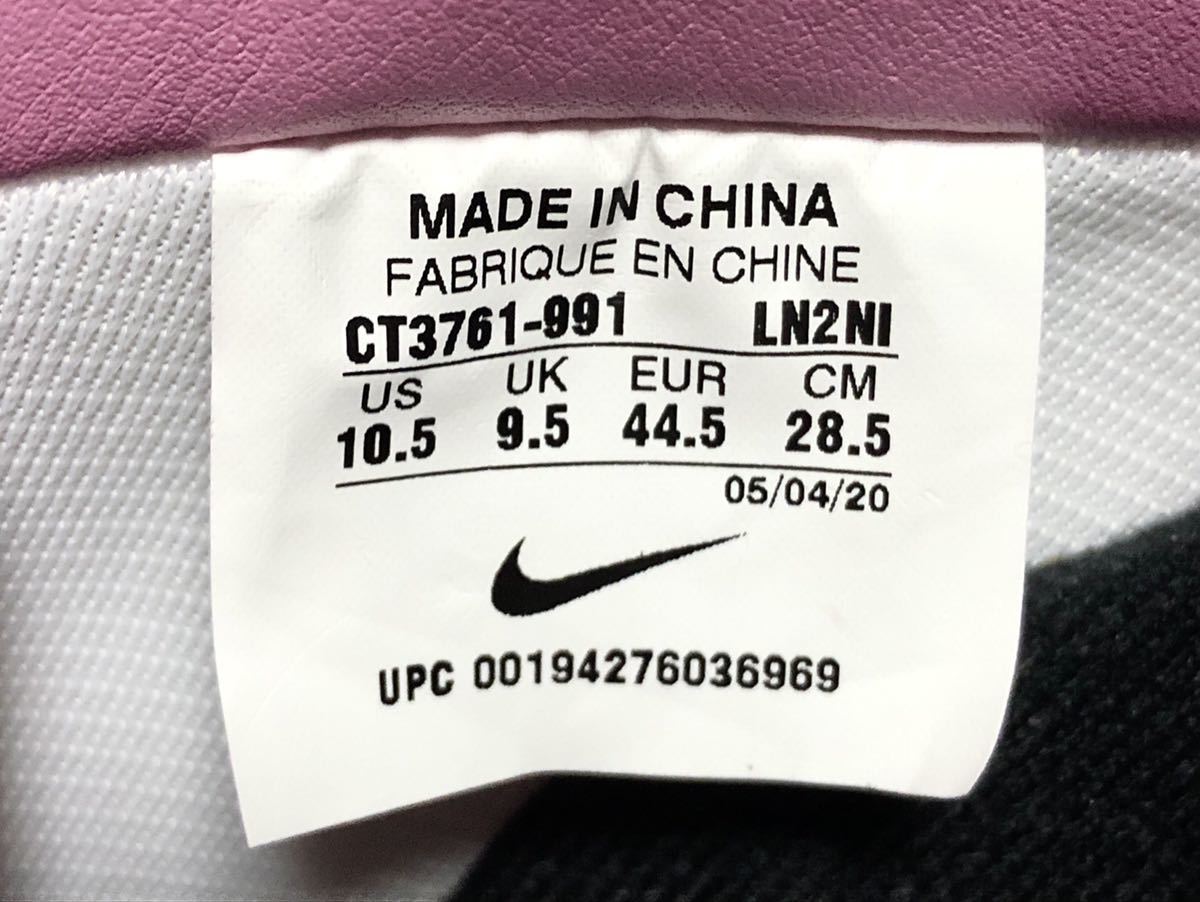 MADE IN CHINA
FABRIQUE EN CHINE
CT3761-991 LN2NI
US UK EUR CM
10.5 9.5 44.5 28.5
05/04/20
UPC 00194276036969